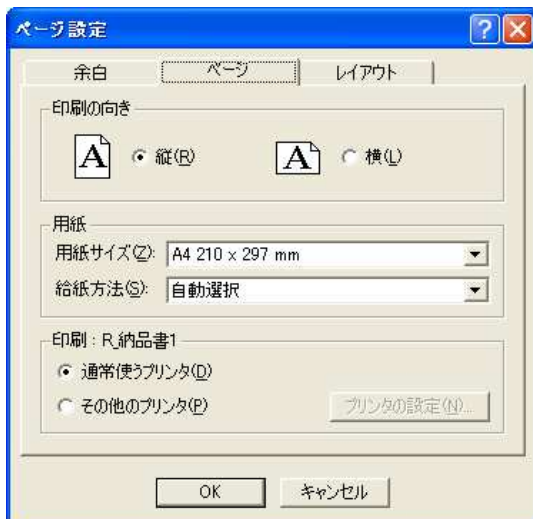 ページ設定
余白 ページ レイアウト
印刷の向き
A 縦(R) A 横(L)
用紙
用紙サイズ(Z): A4 210 x 297 mm
給紙方法(S): 自動選択
印刷：R_納品書1
通常使うプリンタ(D)
その他のプリンタ(P) プリンタの設定(N)...
OK キャンセル